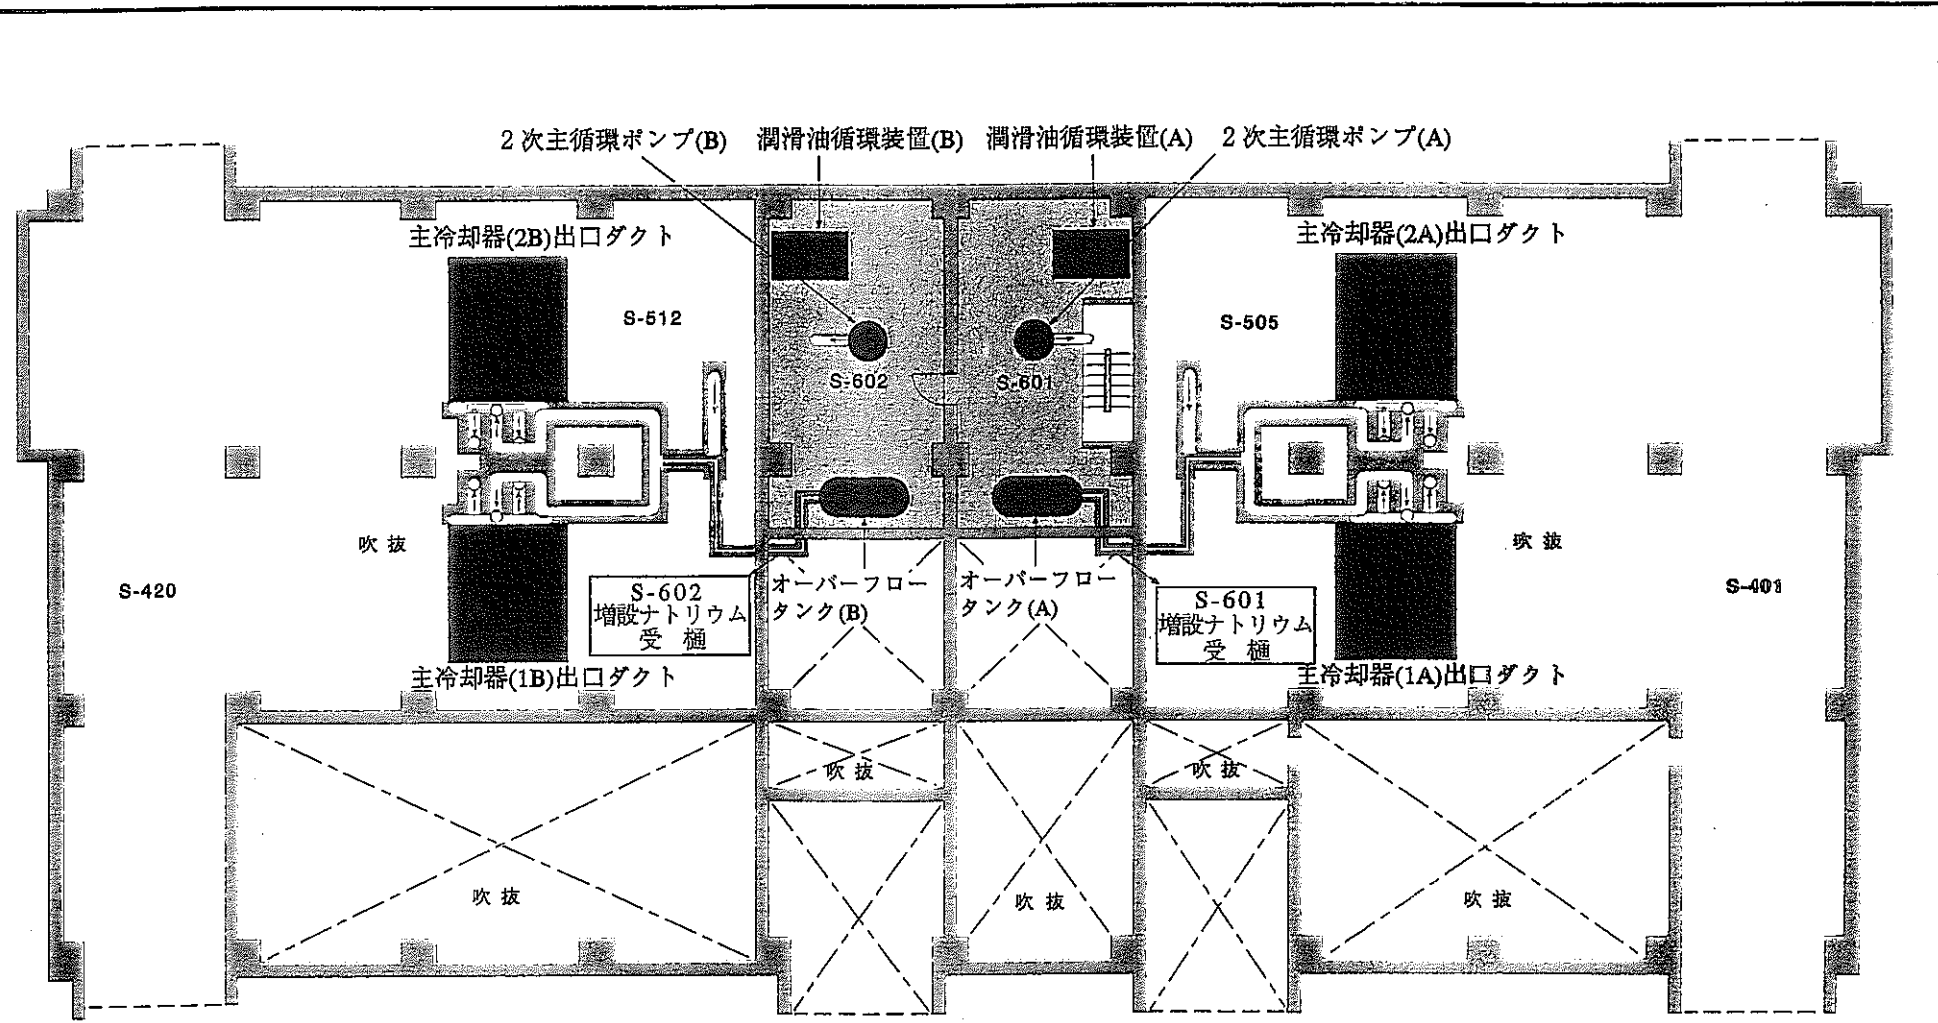 2次主循環ポンプ(B)
潤滑油循環装置(B)
潤滑油循環装置(A)
2次主循環ポンプ(A)
主冷却器(2B)出口ダクト
主冷却器(2A)出口ダクト
S-512
S-505
S-602
S-601
吹抜
吹抜
S-420
S-602
増設ナトリウム
受樋
オーバーフロー
タンク(B)
オーバーフロー
タンク(A)
S-601
増設ナトリウム
受樋
S-401
主冷却器(1B)出口ダクト
主冷却器(1A)出口ダクト
吹抜
吹抜
吹抜
吹抜
吹抜